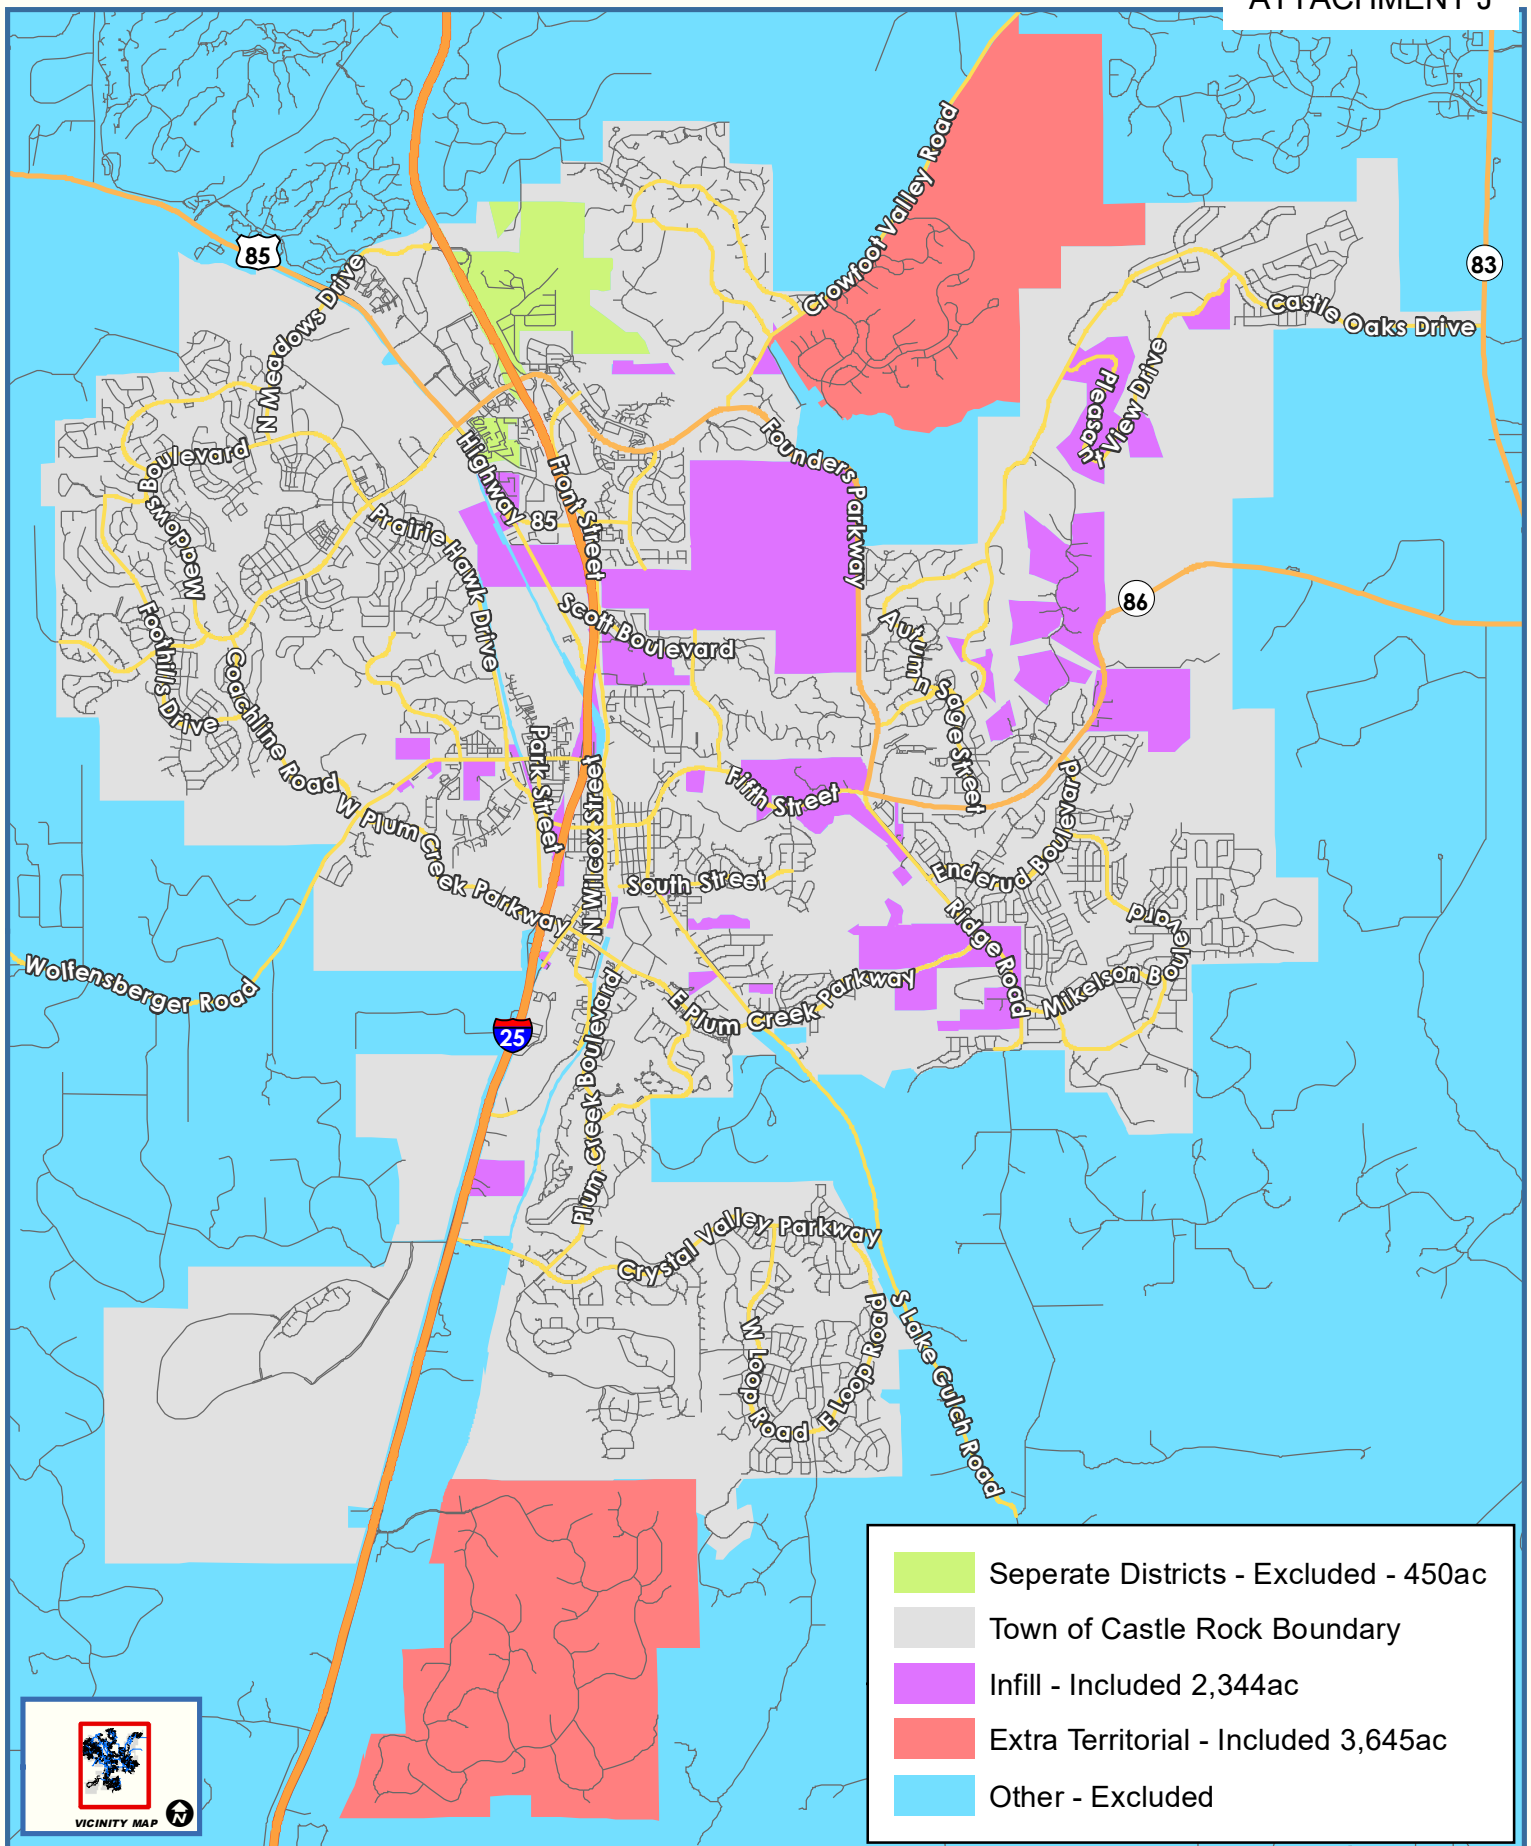 ATTACHMENT J
85
83
Crowfoot Valley Road
N Meadows Drive
Castle Oaks Drive
Pleasant
View Drive
Founders Parkway
Meadows
Boulevard
Highway
85
Front Street
Prairie Hawk Drive
86
Scott Boulevard
Autumn
Sage Street
Foothills
Drive
Coachline Road
Park Street
N Wilcox Street
Fifth Street
W Plum Creek Parkway
South Street
Enderud Boulevard
Ridge Road
Mikelson Boulevard
Wolfensberger Road
E Plum Creek Parkway
25
Plum Creek Boulevard
Crystal Valley Parkway
W Loop
Road
E Loop Road
S Lake Gulch Road
Seperate Districts - Excluded - 450ac
Town of Castle Rock Boundary
Infill - Included 2,344ac
Extra Territorial - Included 3,645ac
Other - Excluded
VICINITY MAP
N